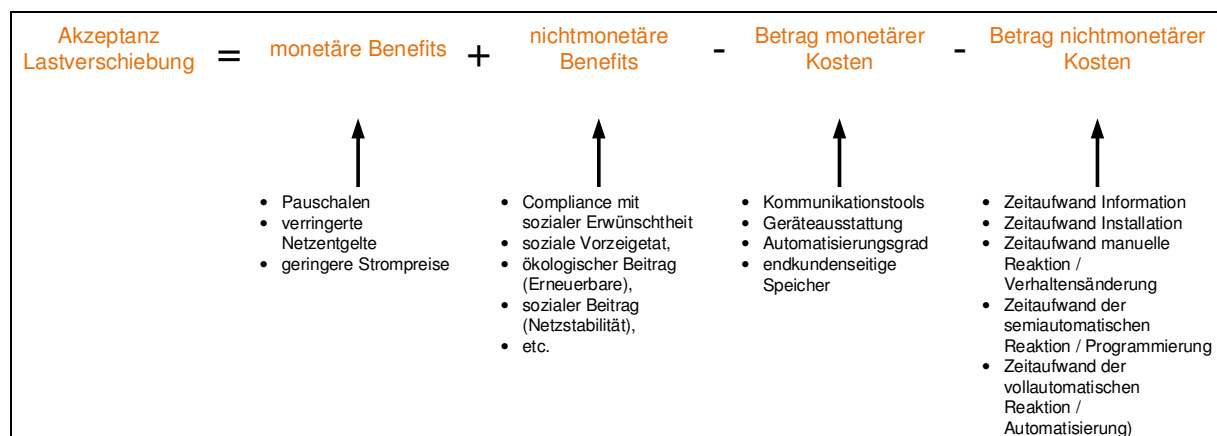 Akzeptanz
Lastverschiebung
=
monetäre Benefits
+
nichtmonetäre
Benefits
-
Betrag monetärer
Kosten
-
Betrag nichtmonetärer
Kosten
• Pauschalen
• verringerte
Netzentgelte
• geringere Strompreise
• Compliance mit
sozialer Erwünschtheit
• soziale Vorzeigetat,
• ökologischer Beitrag
(Erneuerbare),
• sozialer Beitrag
(Netzstabilität),
• etc.
• Kommunikationstools
• Geräteausstattung
• Automatisierungsgrad
• endkundenseitige
Speicher
• Zeitaufwand Information
• Zeitaufwand Installation
• Zeitaufwand manuelle
Reaktion /
Verhaltensänderung
• Zeitaufwand der
semiautomatischen
Reaktion / Programmierung
• Zeitaufwand der
vollautomatischen
Reaktion /
Automatisierung)